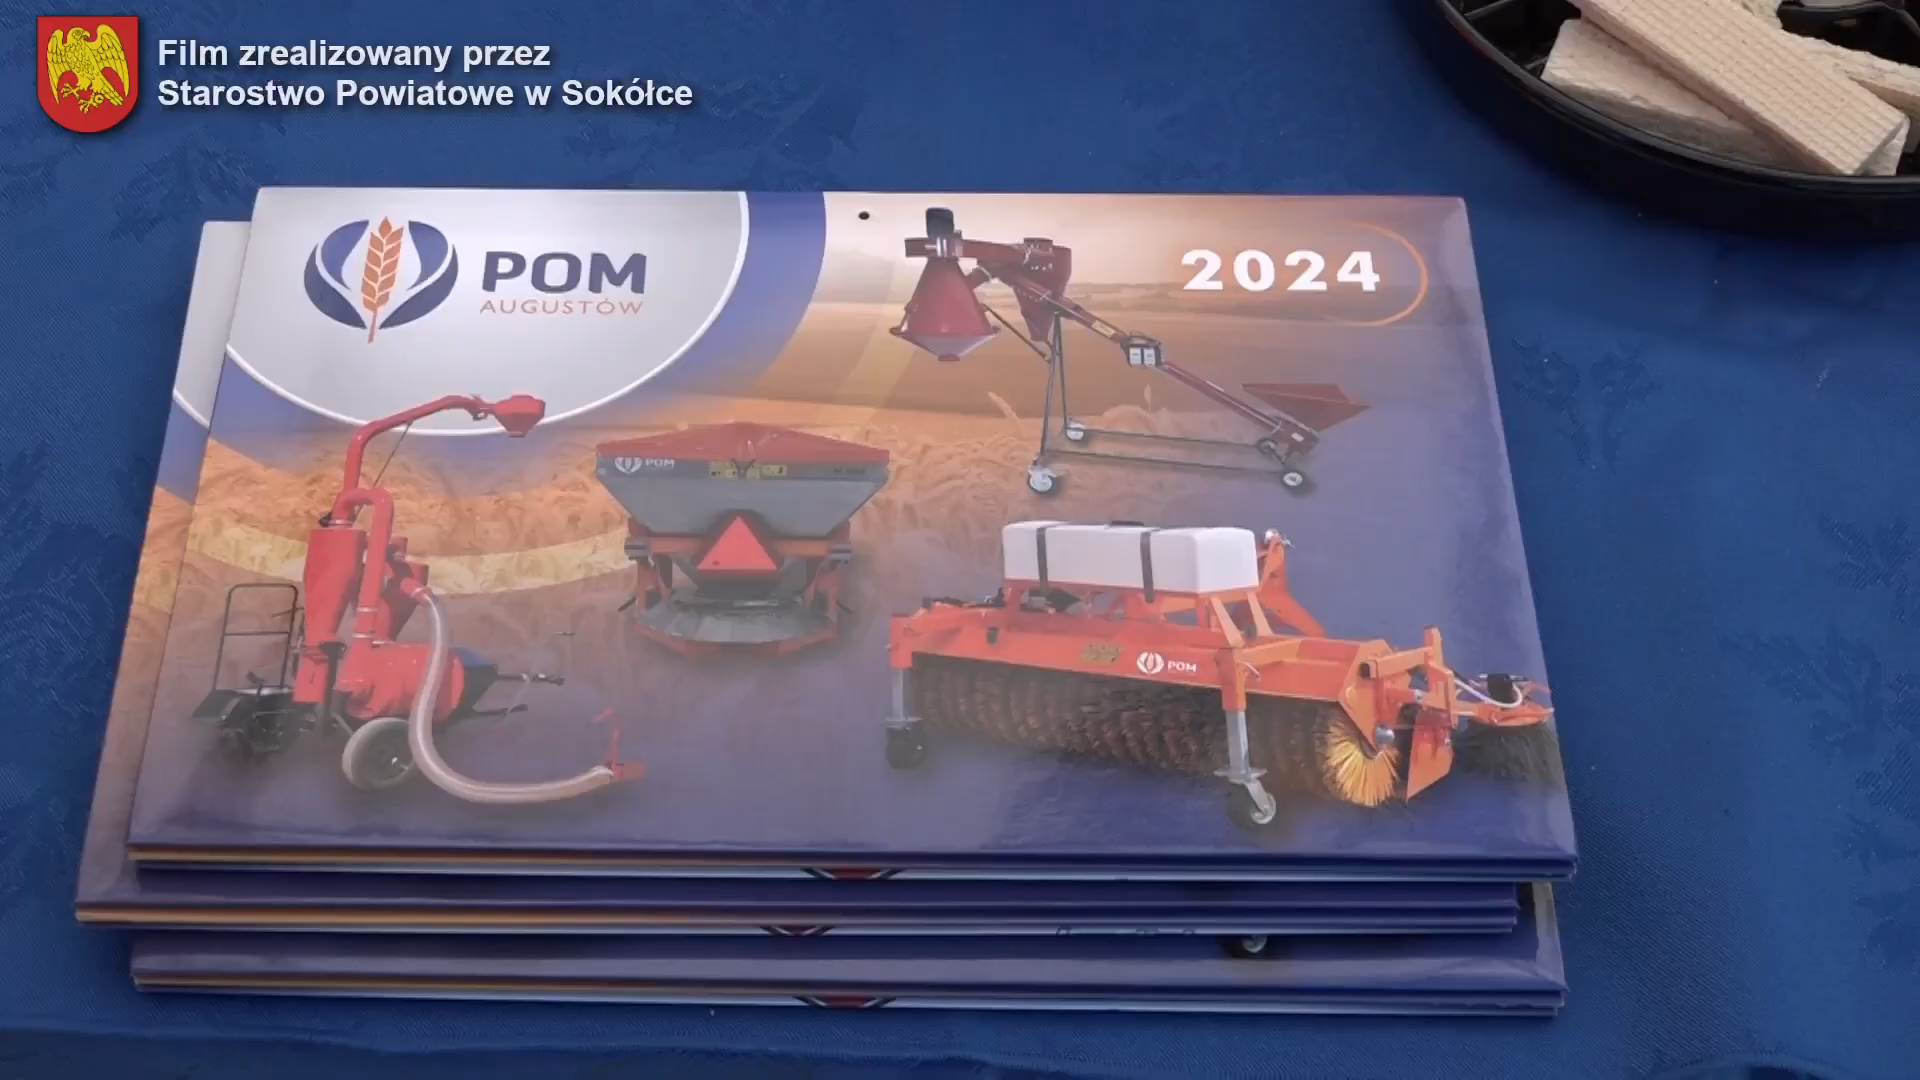 Film zrealizowany przez
Starostwo Powiatowe w Sokółce
POM
AUGUSTÓW
2024
POM
POM